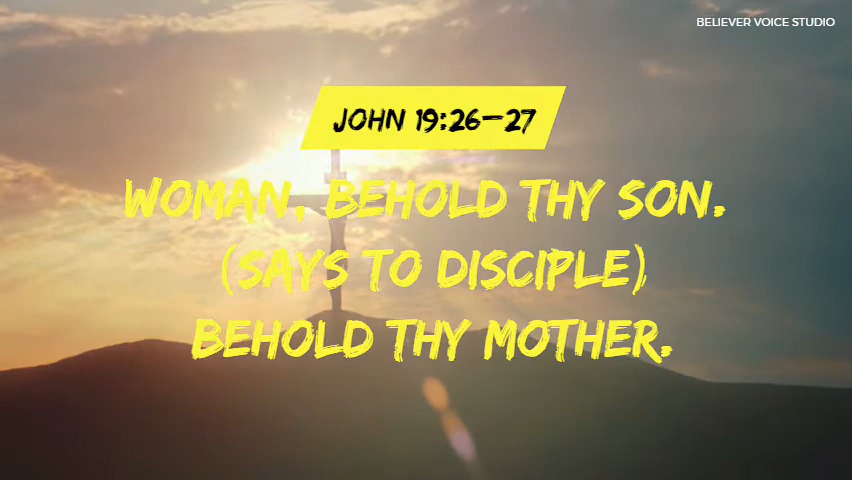 BELIEVER VOICE STUDIO
JOHN 19:26–27
WOMAN, BEHOLD THY SON.
(SAYS TO DISCIPLE)
BEHOLD THY MOTHER.